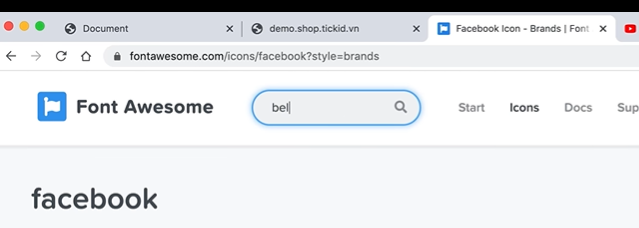 Document
demo.shop.tickid.vn
Facebook Icon - Brands | Font
fontawesome.com/icons/facebook?style=brands
Font Awesome
bel
Start
Icons
Docs
Sup
facebook